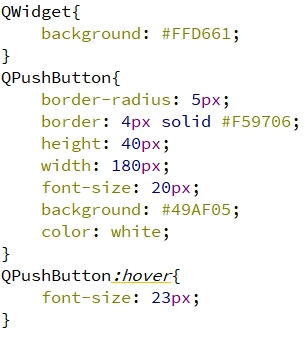 QWidget{
    background: #FFD661;
}
QPushButton{
    border-radius: 5px;
    border: 4px solid #F59706;
    height: 40px;
    width: 180px;
    font-size: 20px;
    background: #49AF05;
    color: white;
}
QPushButton:hover{
    font-size: 23px;
}